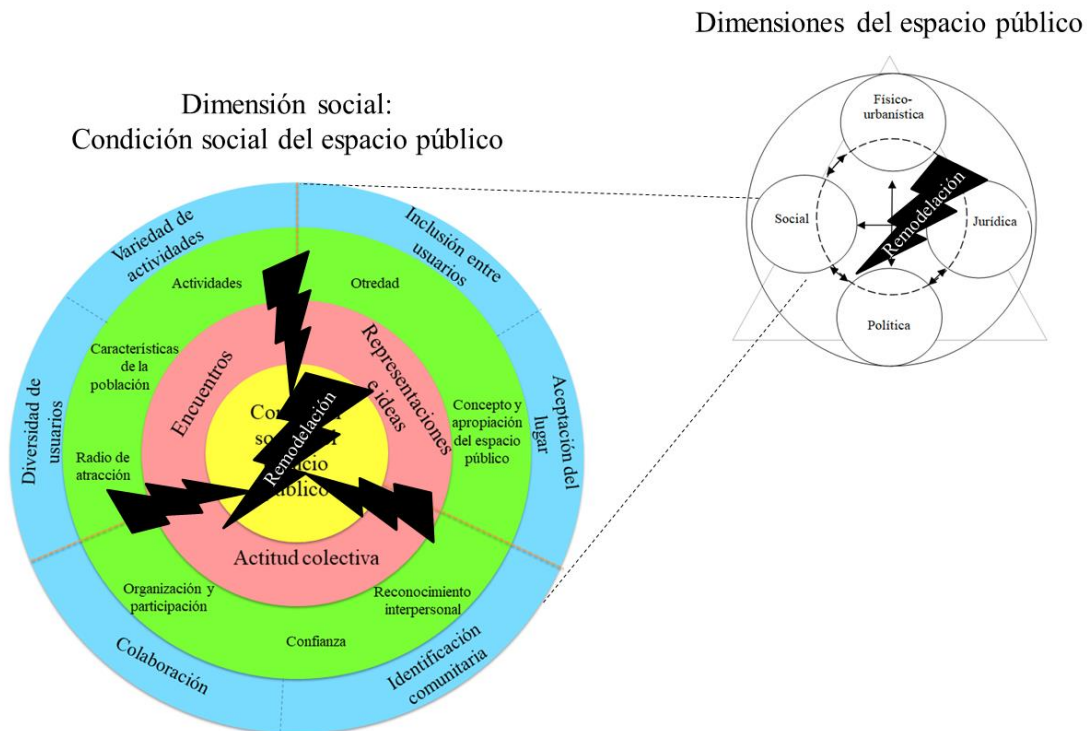 Dimensiones del espacio público
Físico-
urbanística
Social
Remodelación
Jurídica
Política
Dimensión social:
Condición social del espacio público
Variedad de
actividades
Inclusión entre
usuarios
Diversidad de
usuarios
Aceptación del
lugar
Colaboración
Identificación
comunitaria
Actividades
Otredad
Características
de la
población
Concepto y
apropiación
del espacio
público
Radio de
atracción
Organización y
participación
Confianza
Reconocimiento
interpersonal
Encuentros
Representaciones
e ideas
Actitud colectiva
Remodelación